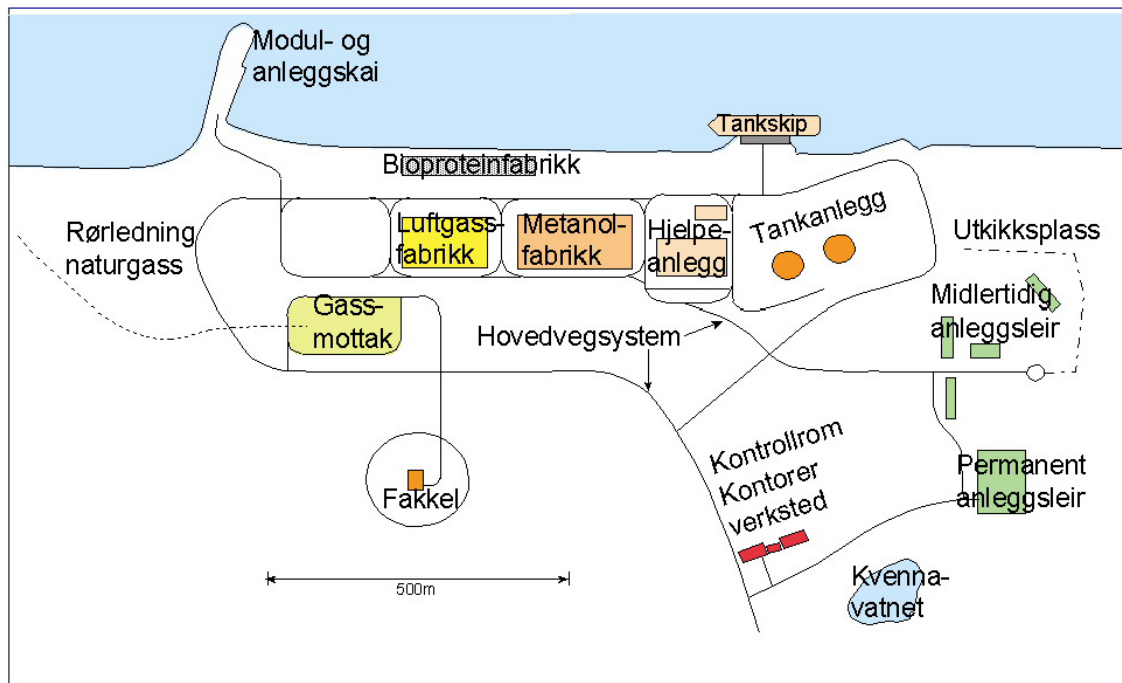 Modul- og
anleggskai
Tankskip
Bioproteinfabrikk
Rørledning
naturgass
Luftgass-
fabrikk
Metanol-
fabrikk
Hjelpe-
anlegg
Tankanlegg
Utkikksplass
Gass-
mottak
Hovedvegsystem
Midlertidig
anleggsleir
Kontrollrom
Kontorer
verksted
Permanent
anleggsleir
Fakkel
500m
Kvenna-
vatnet